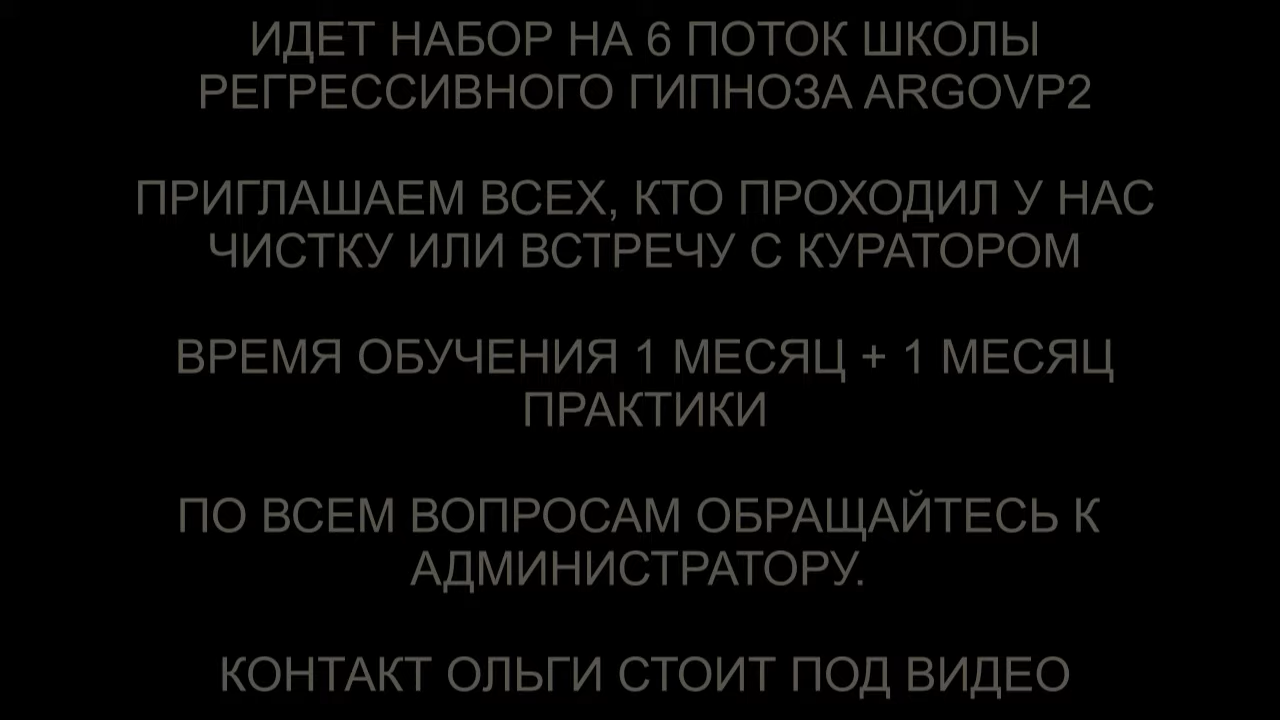 ИДЕТ НАБОР НА 6 ПОТОК ШКОЛЫ
РЕГРЕССИВНОГО ГИПНОЗА ARGOVP2
ПРИГЛАШАЕМ ВСЕХ, КТО ПРОХОДИЛ У НАС
ЧИСТКУ ИЛИ ВСТРЕЧУ С КУРАТОРОМ
ВРЕМЯ ОБУЧЕНИЯ 1 МЕСЯЦ + 1 МЕСЯЦ
ПРАКТИКИ
ПО ВСЕМ ВОПРОСАМ ОБРАЩАЙТЕСЬ К
АДМИНИСТРАТОРУ.
КОНТАКТ ОЛЬГИ СТОИТ ПОД ВИДЕО